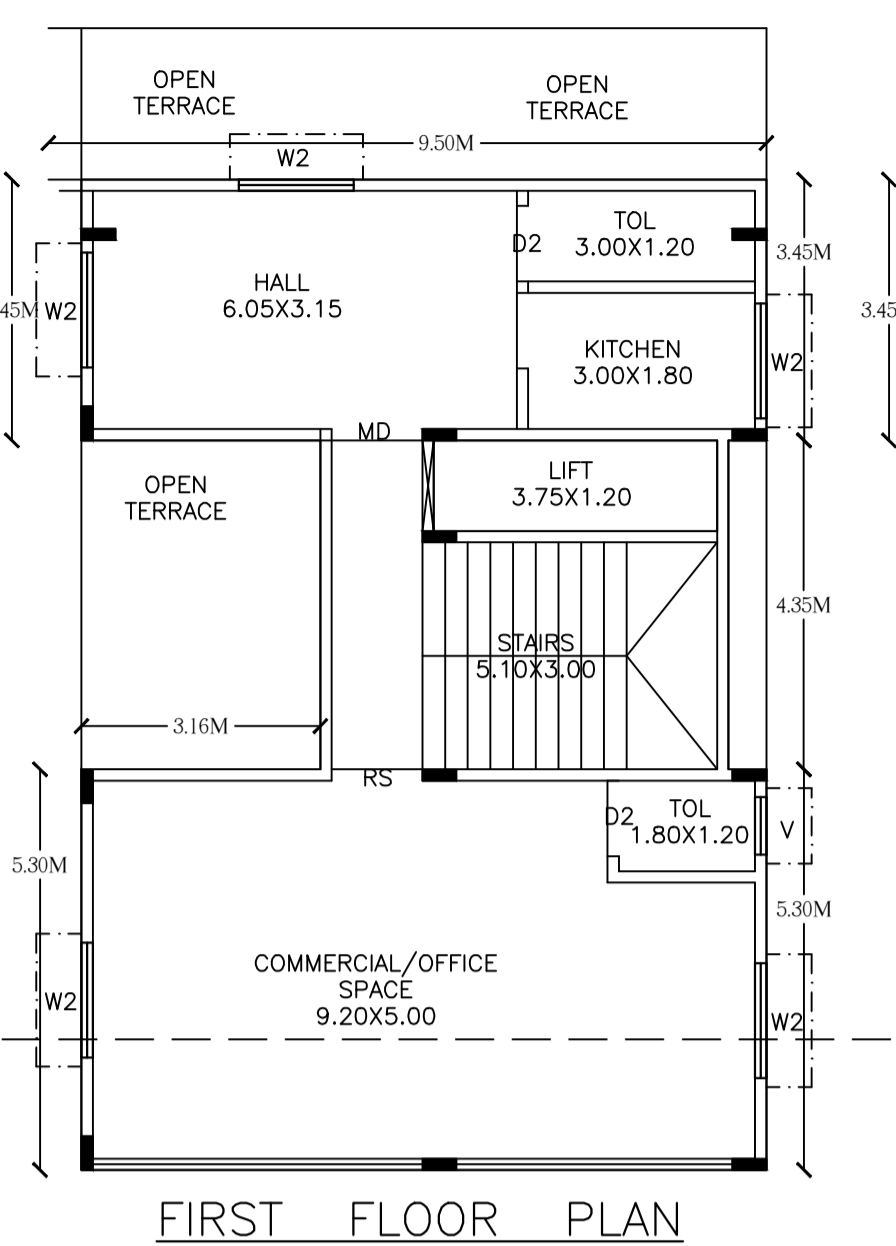 OPEN
TERRACE
OPEN
TERRACE
9.50M
W2
TOL
3.00X1.20
D2
3.45M
HALL
6.05X3.15
45M
W2
3.45
KITCHEN
3.00X1.80
W2
MD
LIFT
3.75X1.20
OPEN
TERRACE
4.35M
STAIRS
5.10X3.00
3.16M
RS
TOL
1.80X1.20
D2
V
5.30M
5.30M
COMMERCIAL/OFFICE
SPACE
9.20X5.00
W2
W2
FIRST FLOOR PLAN